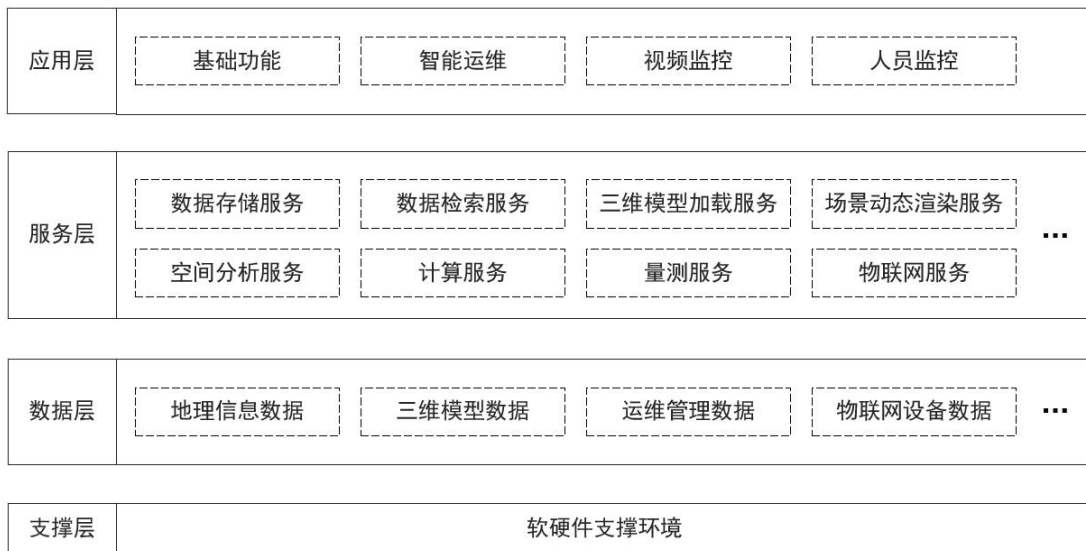 应用层 基础功能 智能运维 视频监控 人员监控
数据存储服务 数据检索服务 三维模型加载服务 场景动态渲染服务
服务层 ...
空间分析服务 计算服务 量测服务 物联网服务
数据层 地理信息数据 三维模型数据 运维管理数据 物联网设备数据 ...
支撑层 软硬件支撑环境